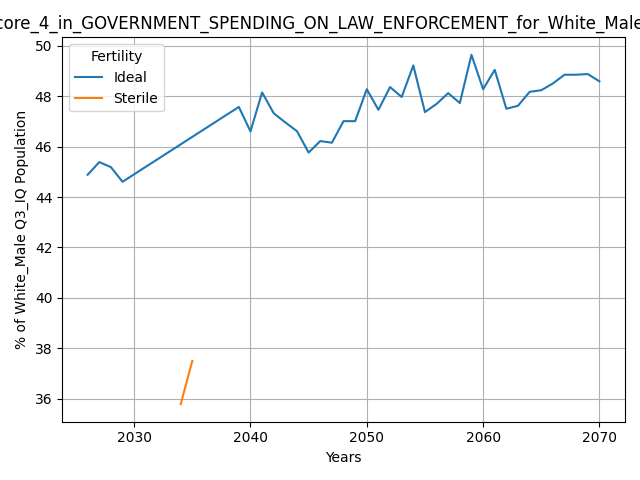 core_4_in_GOVERNMENT_SPENDING_ON_LAW_ENFORCEMENT_for_White_Male
Fertility
Ideal
Sterile
% of White_Male Q3_IQ Population
50
48
46
44
42
40
38
36
2030 2040 2050 2060 2070
Years